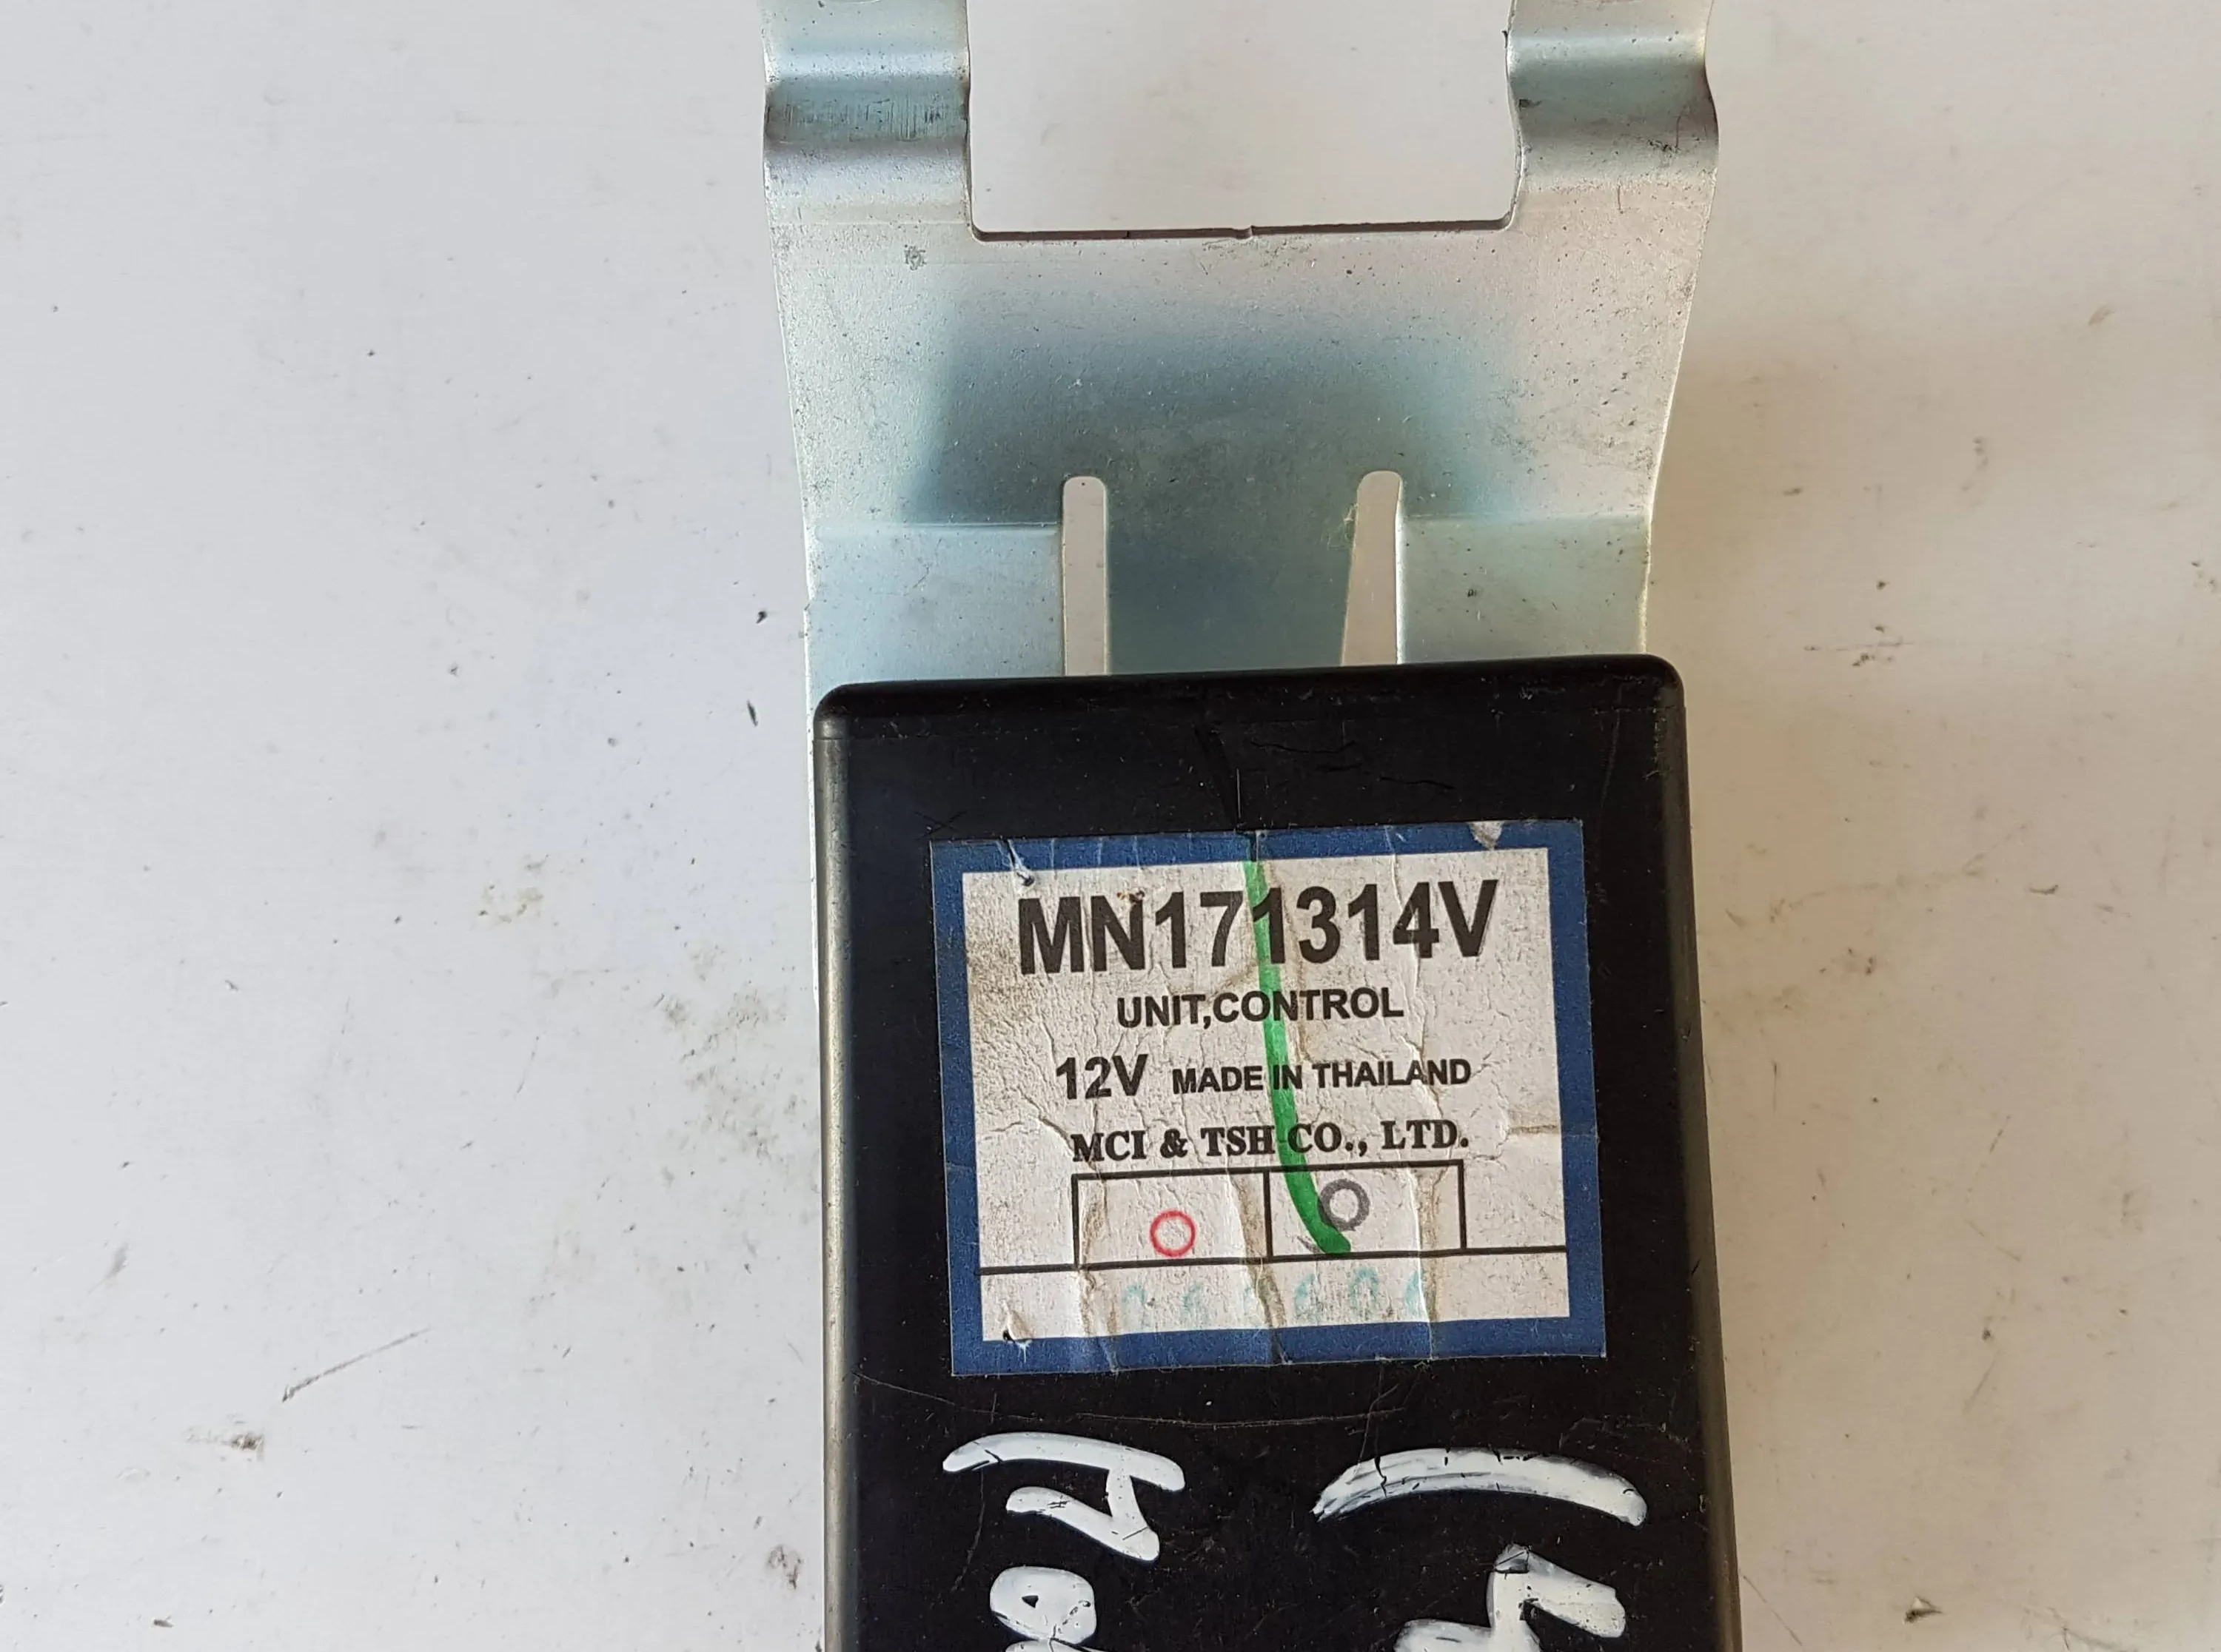 MN171314V
UNIT,CONTROL
12V MADE IN THAILAND
MCI & TSH CO., LTD.